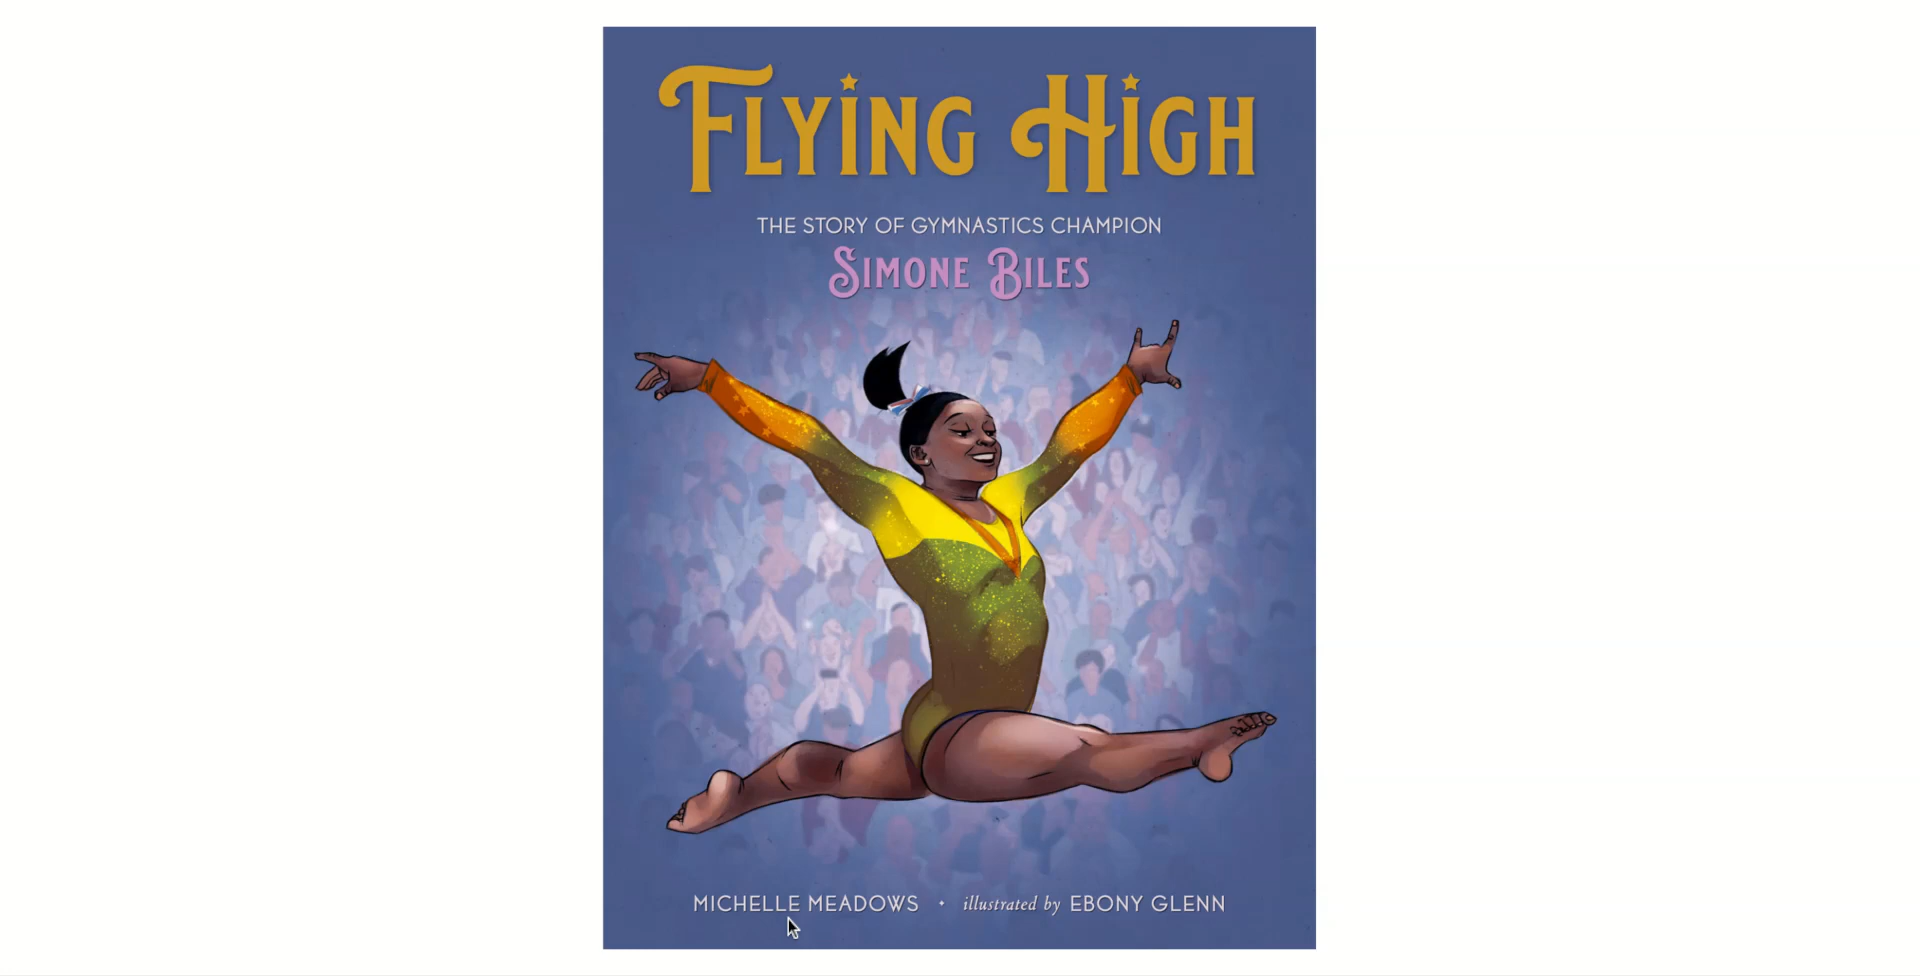 FLYING HIGH
THE STORY OF GYMNASTICS CHAMPION
SIMONE BILES
MICHELLE MEADOWS • illustrated by EBONY GLENN